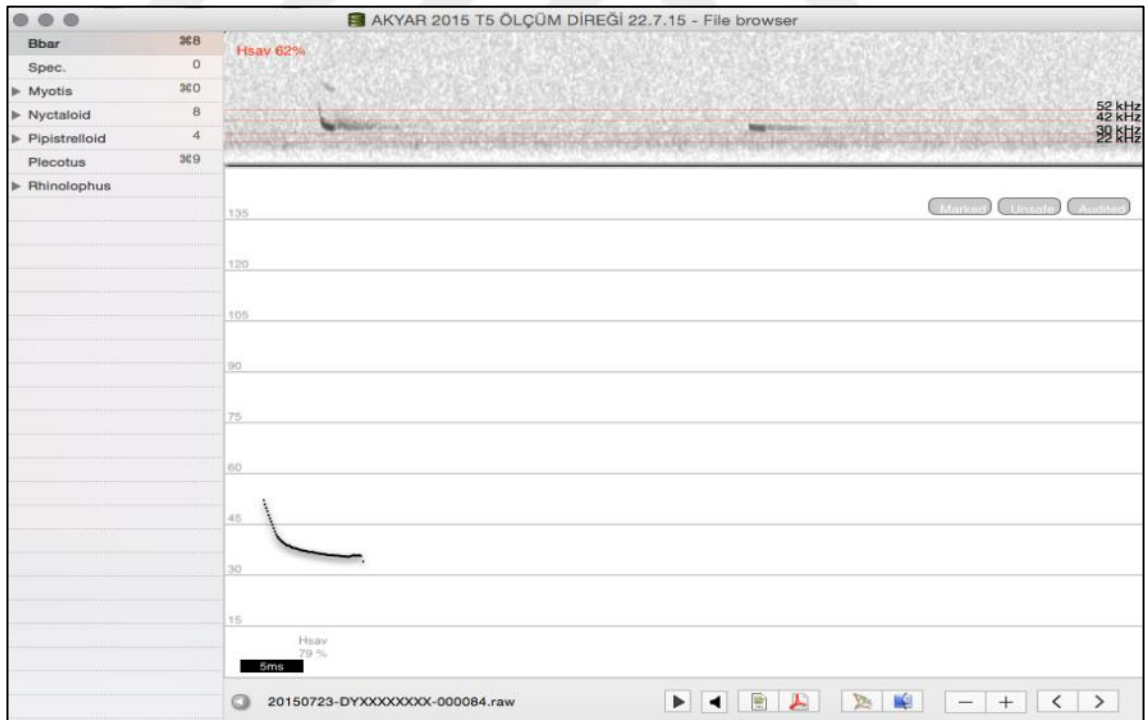 AKYAR 2015 T5 ÖLÇÜM DİREĞİ 22.7.15 - File browser
Bbar ⌘8
Spec. 0
Myotis ⌘0
Nyctaloid 8
Pipistrelloid 4
Plecotus ⌘9
Rhinolophus
Hsav 62%
52 kHz
42 kHz
30 kHz
22 kHz
Marked Unsafe Audited
135
120
105
90
75
60
45
30
15
Hsav
79 %
5ms
20150723-DYXXXXXXXX-000084.raw